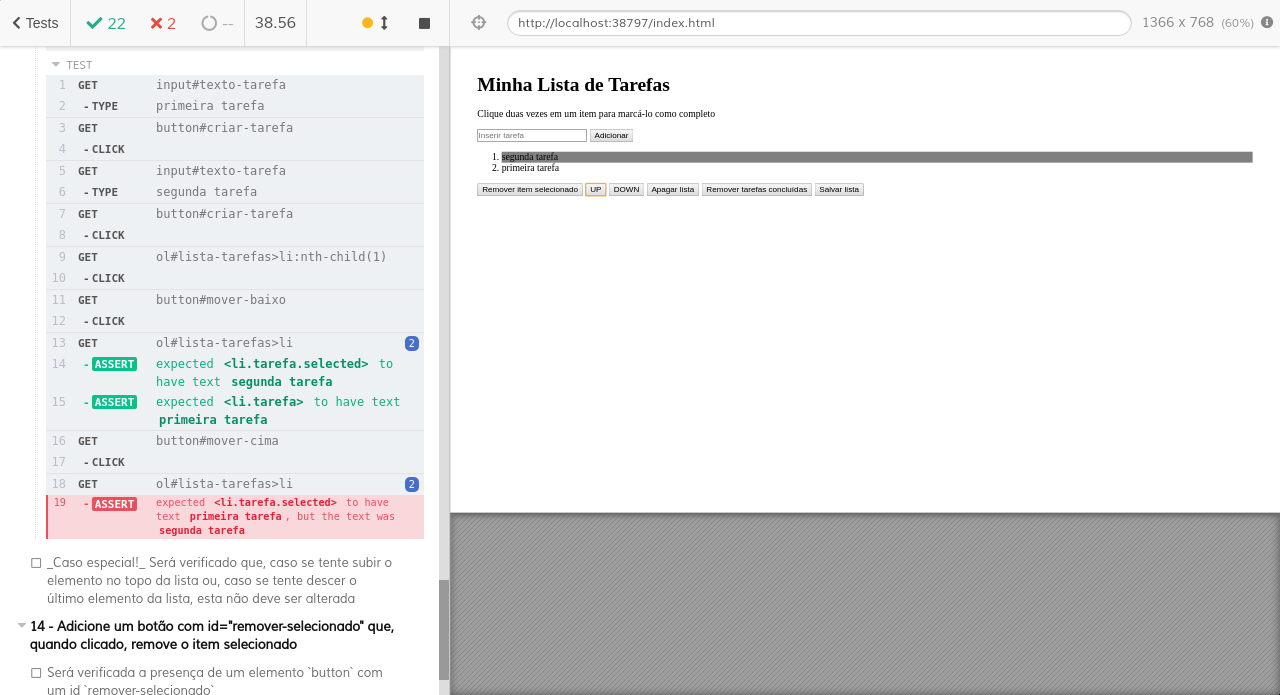 Tests
22
2
--
38.56
http://localhost:38797/index.html
1366 x 768 (60%)
TEST
1 GET input#texto-tarefa
2 - TYPE primeira tarefa
3 GET button#criar-tarefa
4 - CLICK
5 GET input#texto-tarefa
6 - TYPE segunda tarefa
7 GET button#criar-tarefa
8 - CLICK
9 GET ol#lista-tarefas>li:nth-child(1)
10 - CLICK
11 GET button#mover-baixo
12 - CLICK
13 GET ol#lista-tarefas>li 2
14 - ASSERT expected <li.tarefa.selected> to
have text segunda tarefa
15 - ASSERT expected <li.tarefa> to have text
primeira tarefa
16 GET button#mover-cima
17 - CLICK
18 GET ol#lista-tarefas>li 2
19 - ASSERT expected <li.tarefa.selected> to have
text primeira tarefa, but the text was
segunda tarefa
_Caso especial!_ Será verificado que, caso se tente subir o
elemento no topo da lista ou, caso se tente descer o
último elemento da lista, esta não deve ser alterada
14 - Adicione um botão com id="remover-selecionado" que,
quando clicado, remove o item selecionado
Será verificada a presença de um elemento `button` com
um id `remover-selecionado`
Minha Lista de Tarefas
Clique duas vezes em um item para marcá-lo como completo
Inserir tarefa Adicionar
1. segunda tarefa
2. primeira tarefa
Remover item selecionado UP DOWN Apagar lista Remover tarefas concluídas Salvar lista